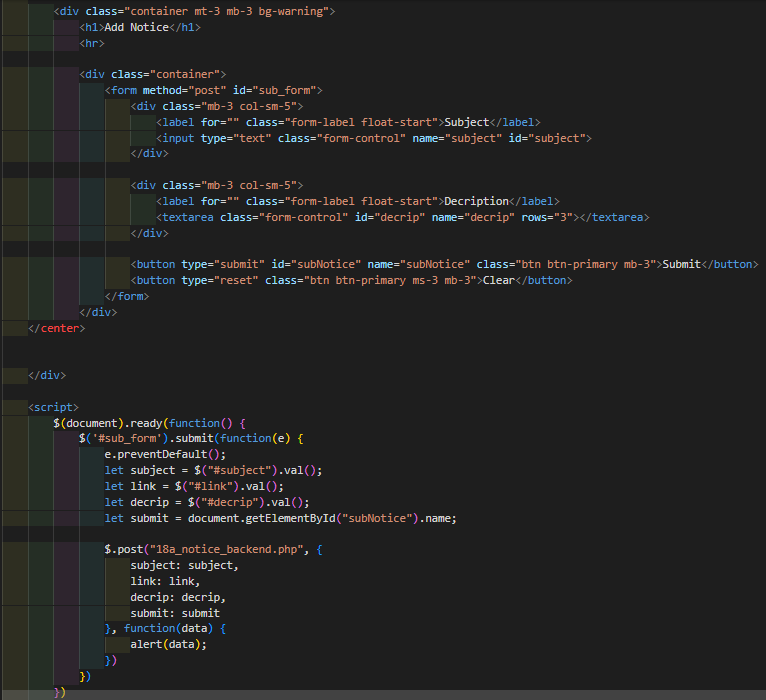 <div class="container mt-3 mb-3 bg-warning">
<h1>Add Notice</h1>
<hr>
<div class="container">
<form method="post" id="sub_form">
<div class="mb-3 col-sm-5">
<label for="" class="form-label float-start">Subject</label>
<input type="text" class="form-control" name="subject" id="subject">
</div>
<div class="mb-3 col-sm-5">
<label for="" class="form-label float-start">Decription</label>
<textarea class="form-control" id="decrip" name="decrip" rows="3"></textarea>
</div>
<button type="submit" id="subNotice" name="subNotice" class="btn btn-primary mb-3">Submit</button>
<button type="reset" class="btn btn-primary ms-3 mb-3">Clear</button>
</form>
</div>
</center>
</div>
<script>
$(document).ready(function() {
$('#sub_form').submit(function(e) {
e.preventDefault();
let subject = $("#subject").val();
let link = $("#link").val();
let decrip = $("#decrip").val();
let submit = document.getElementById("subNotice").name;
$.post("18a_notice_backend.php", {
subject: subject,
link: link,
decrip: decrip,
submit: submit
}, function(data) {
alert(data);
})
})
})